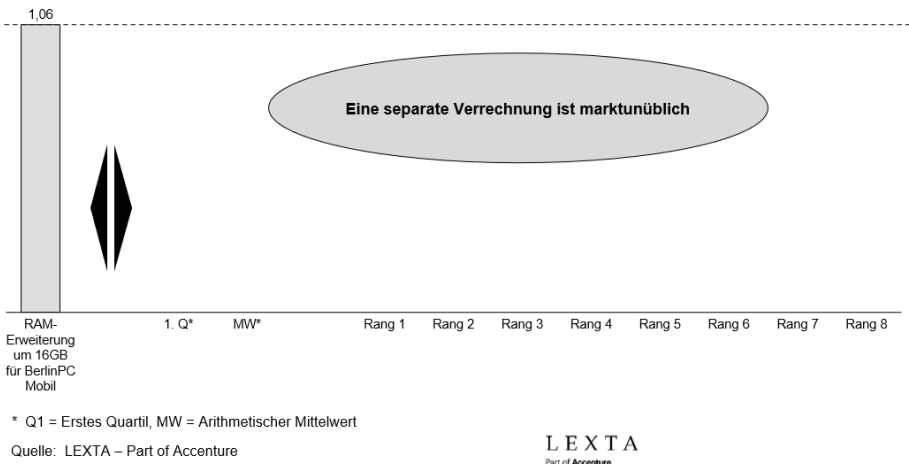 1,06
Eine separate Verrechnung ist marktunüblich
RAM-
Erweiterung
um 16GB
für BerlinPC
Mobil
1. Q*
MW*
Rang 1
Rang 2
Rang 3
Rang 4
Rang 5
Rang 6
Rang 7
Rang 8
* Q1 = Erstes Quartil, MW = Arithmetischer Mittelwert
Quelle: LEXTA – Part of Accenture
LEXTA
Part of Accenture